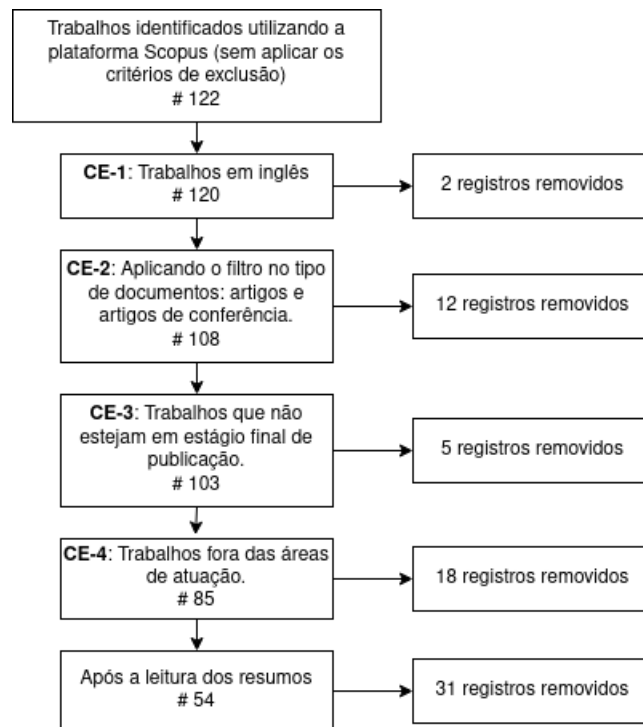 Trabalhos identificados utilizando a
plataforma Scopus (sem aplicar os
critérios de exclusão)
# 122
CE-1: Trabalhos em inglês
# 120
2 registros removidos
CE-2: Aplicando o filtro no tipo
de documentos: artigos e
artigos de conferência.
# 108
12 registros removidos
CE-3: Trabalhos que não
estejam em estágio final de
publicação.
# 103
5 registros removidos
CE-4: Trabalhos fora das áreas
de atuação.
# 85
18 registros removidos
Após a leitura dos resumos
# 54
31 registros removidos